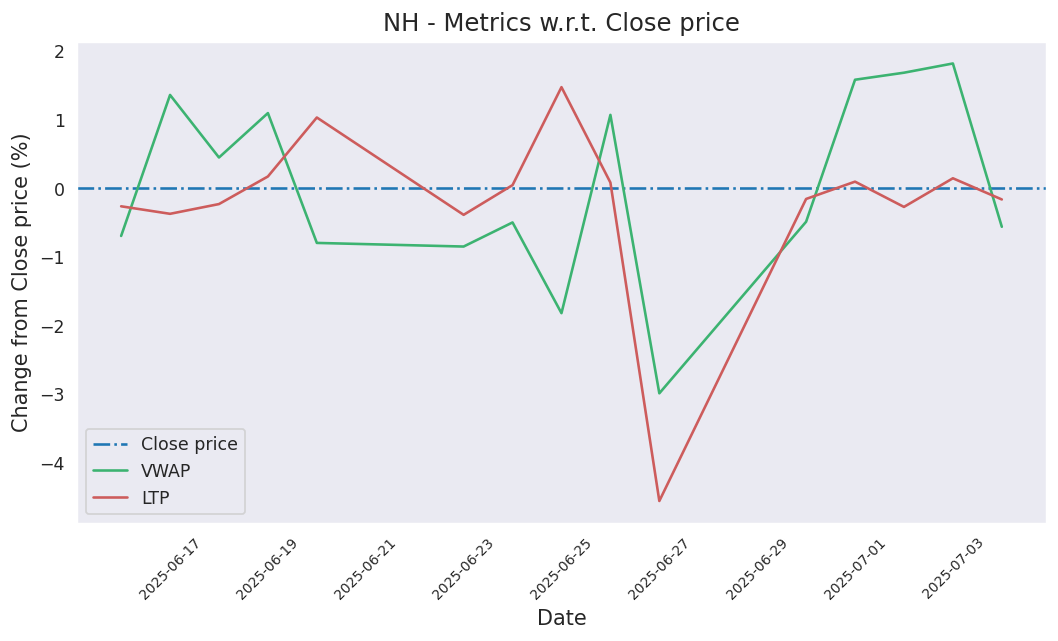 NH - Metrics w.r.t. Close price
Change from Close price (%)
2
1
0
−1
−2
−3
−4
Close price
VWAP
LTP
2025-06-17
2025-06-19
2025-06-21
2025-06-23
2025-06-25
2025-06-27
2025-06-29
2025-07-01
2025-07-03
Date